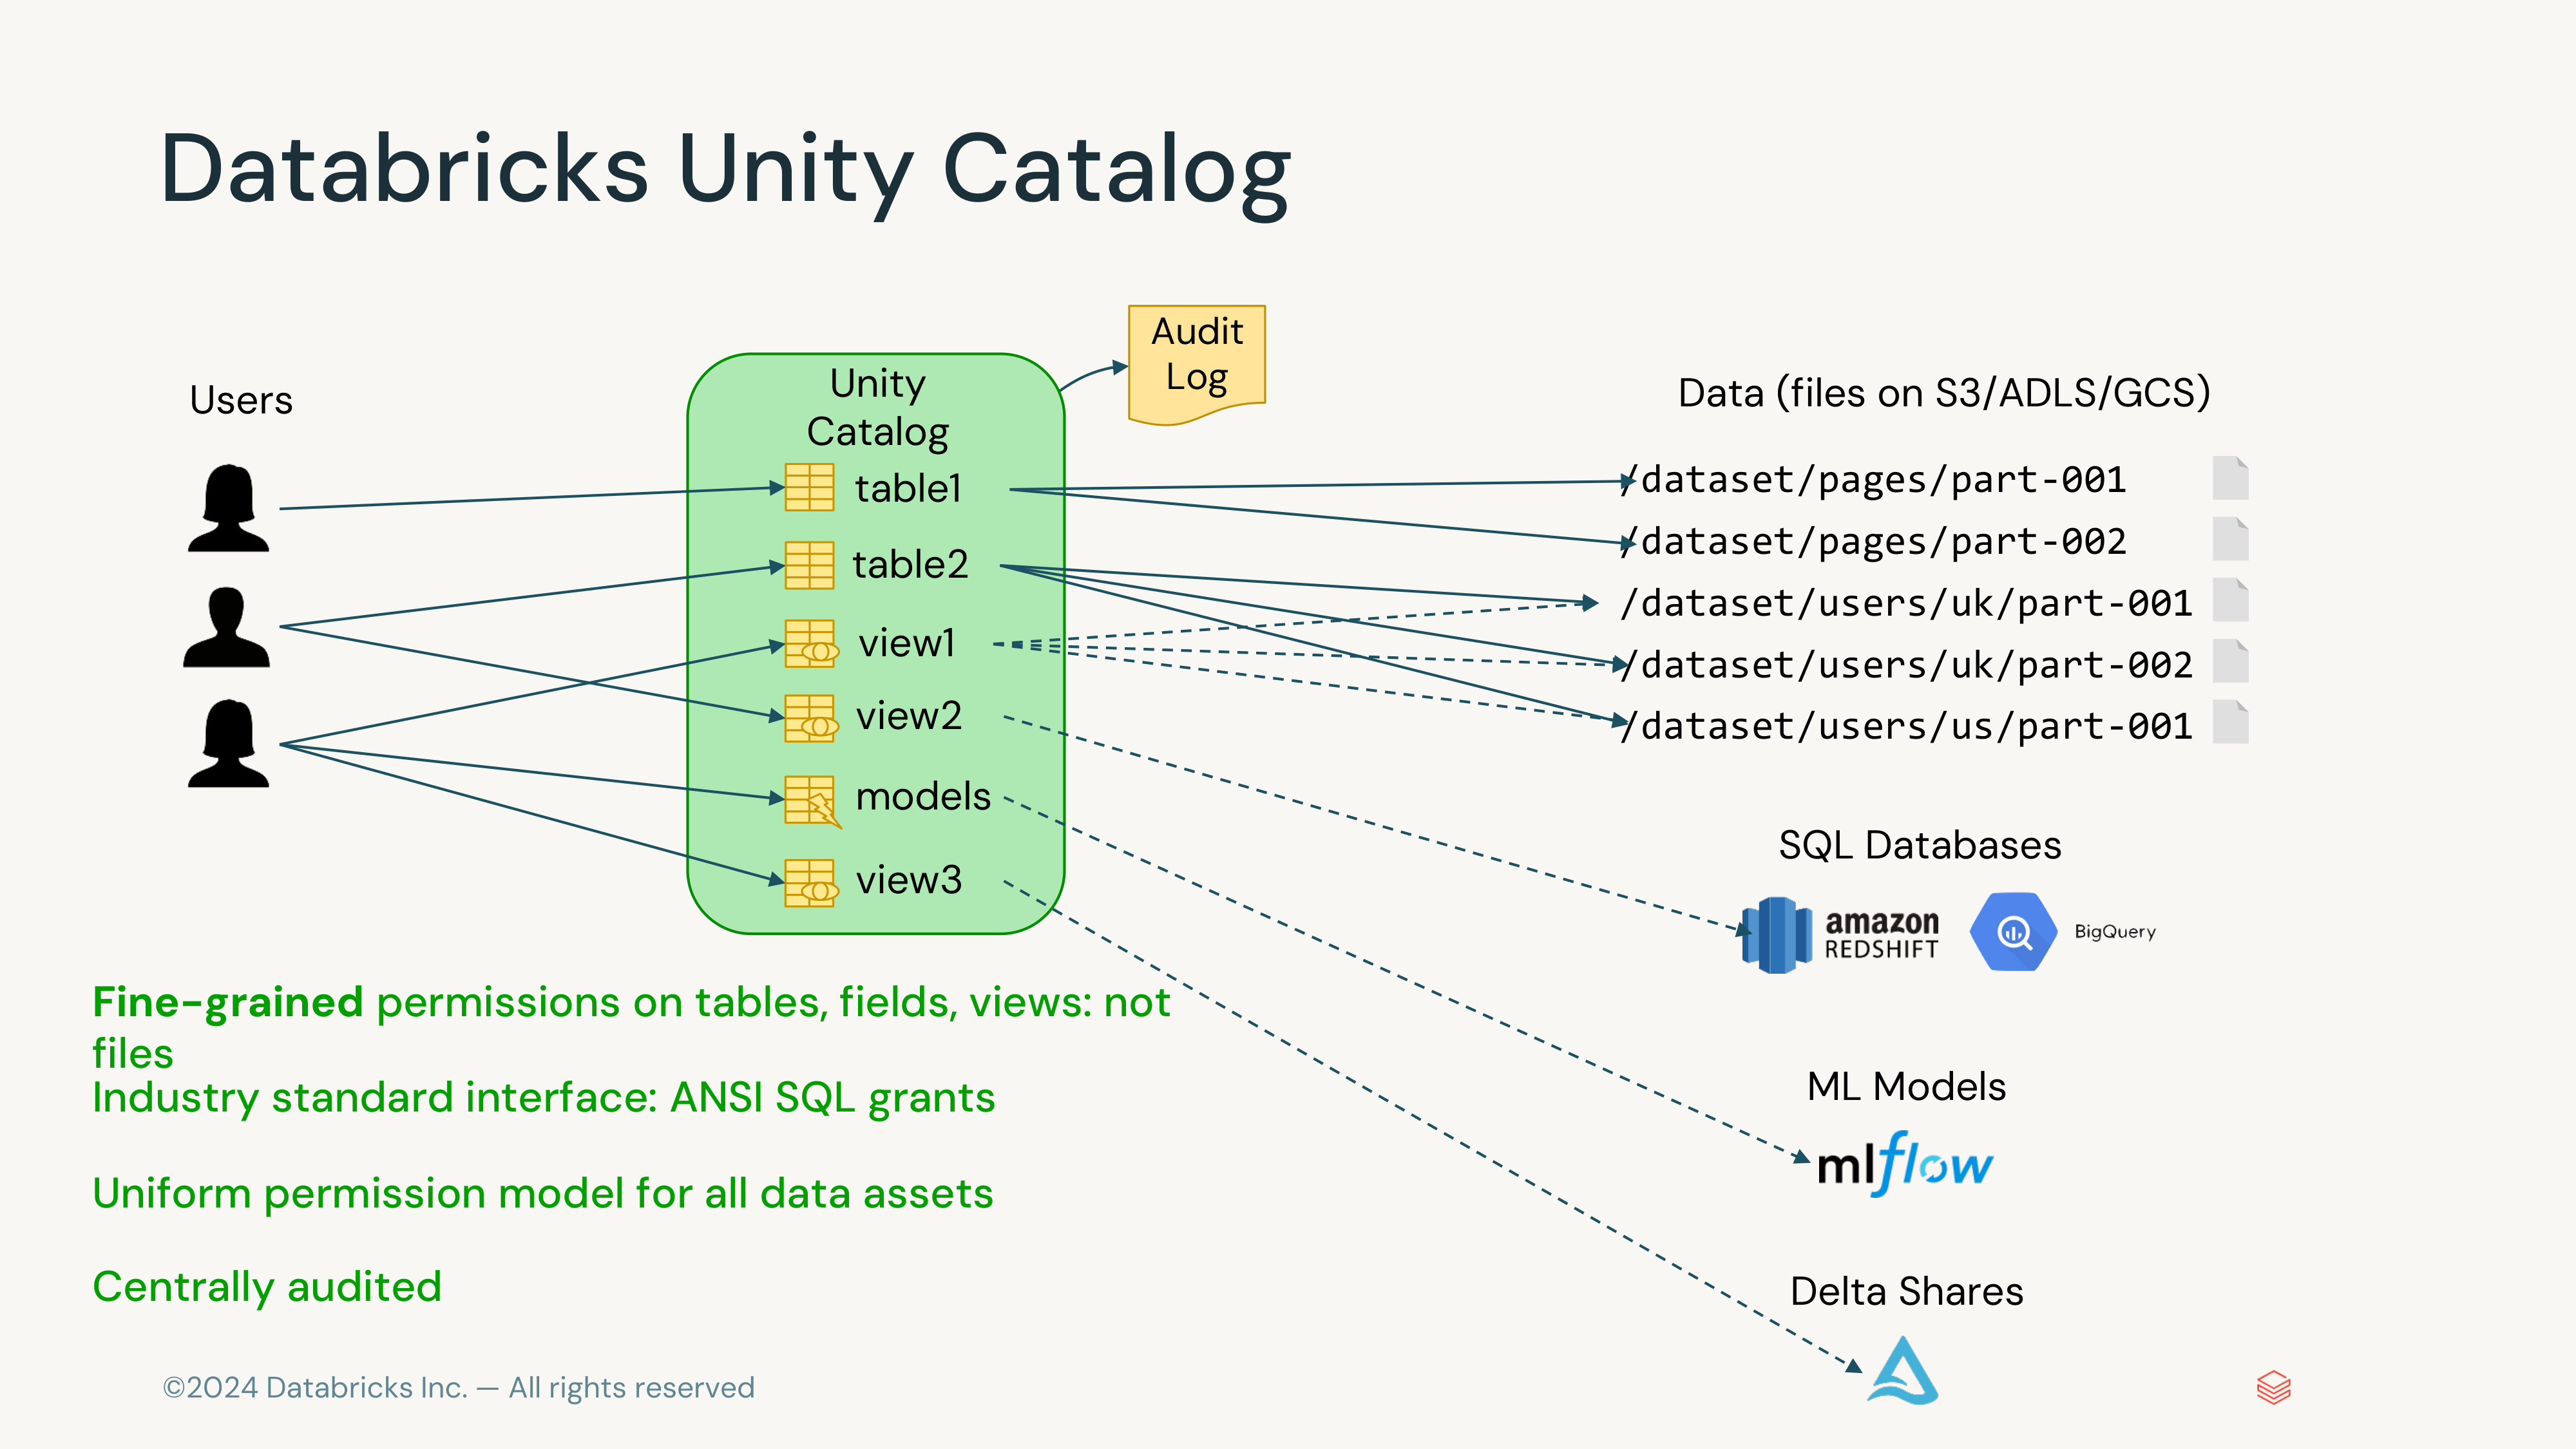 Databricks Unity Catalog
Audit
Log
Users
Unity
Catalog
Data (files on S3/ADLS/GCS)
table1
/dataset/pages/part-001
/dataset/pages/part-002
table2
/dataset/users/uk/part-001
view1
/dataset/users/uk/part-002
view2
/dataset/users/us/part-001
models
SQL Databases
view3
amazon
REDSHIFT
BigQuery
Fine-grained permissions on tables, fields, views: not
files
Industry standard interface: ANSI SQL grants
ML Models
mlflow
Uniform permission model for all data assets
Centrally audited
Delta Shares
©2024 Databricks Inc. — All rights reserved